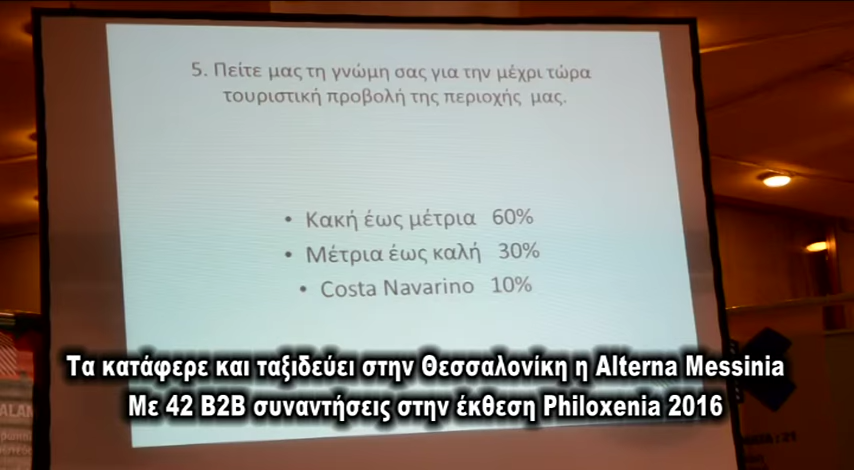 5. Πείτε μας τη γνώμη σας για την μέχρι τώρα
τουριστική προβολή της περιοχής μας.
• Κακή έως μέτρια 60%
• Μέτρια έως καλή 30%
• Costa Navarino 10%
Τα κατάφερε και ταξιδεύει στην Θεσσαλονίκη η Alterna Messinia
Με 42 B2B συναντήσεις στην έκθεση Philoxenia 2016